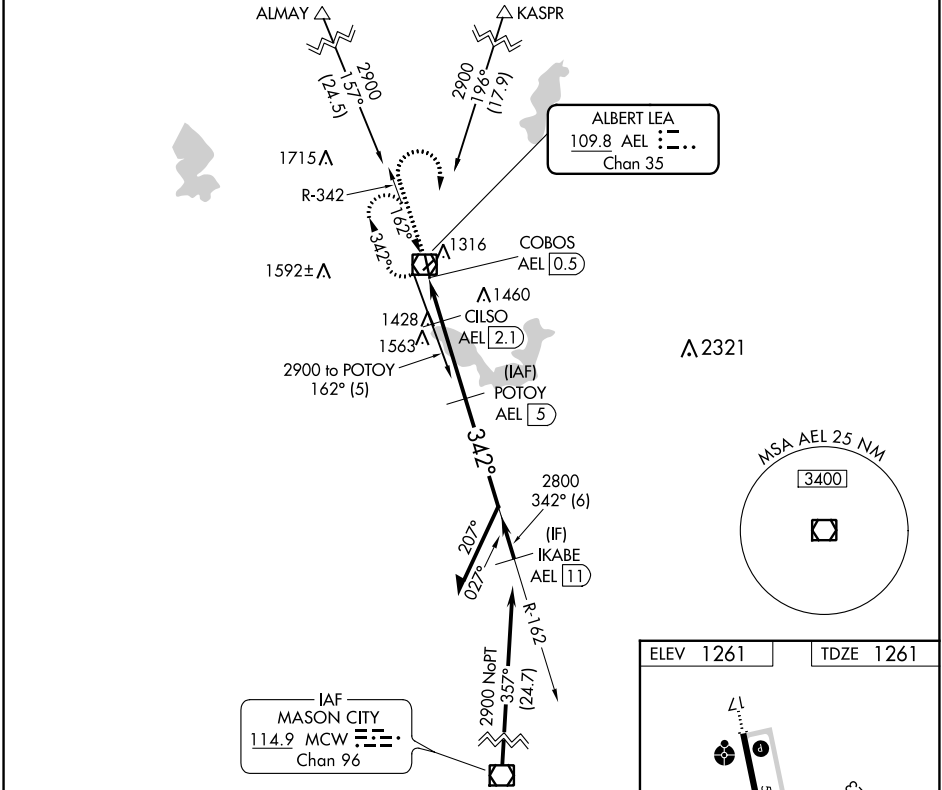 ALMAY
KASPR
2900
157°
(24.5)
2900
196°
(17.9)
ALBERT LEA
109.8 AEL
Chan 35
1715
R-342
162°
342°
1316
COBOS
AEL 0.5
1592±
1460
1428
CILSO
AEL 2.1
1563
2321
2900 to POTOY
162° (5)
(IAF)
POTOY
AEL 5
342°
MSA AEL 25 NM
3400
2800
342° (6)
207°
027°
(IF)
IKABE
AEL 11
R-162
2900 NoPT
357°
(24.7)
IAF
MASON CITY
114.9 MCW
Chan 96
ELEV 1261
TDZE 1261
17
P